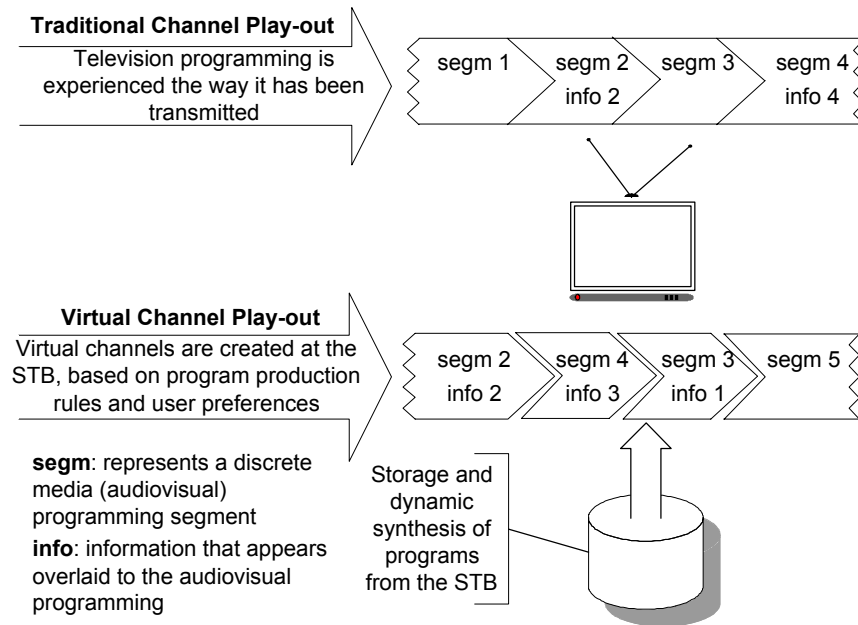 Traditional Channel Play-out
Television programming is
experienced the way it has been
transmitted
segm 1
segm 2
info 2
segm 3
segm 4
info 4
Virtual Channel Play-out
Virtual channels are created at the
STB, based on program production
rules and user preferences
segm 2
info 2
segm 4
info 3
segm 3
info 1
segm 5
segm: represents a discrete
media (audiovisual)
programming segment
info: information that appears
overlaid to the audiovisual
programming
Storage and
dynamic
synthesis of
programs
from the STB